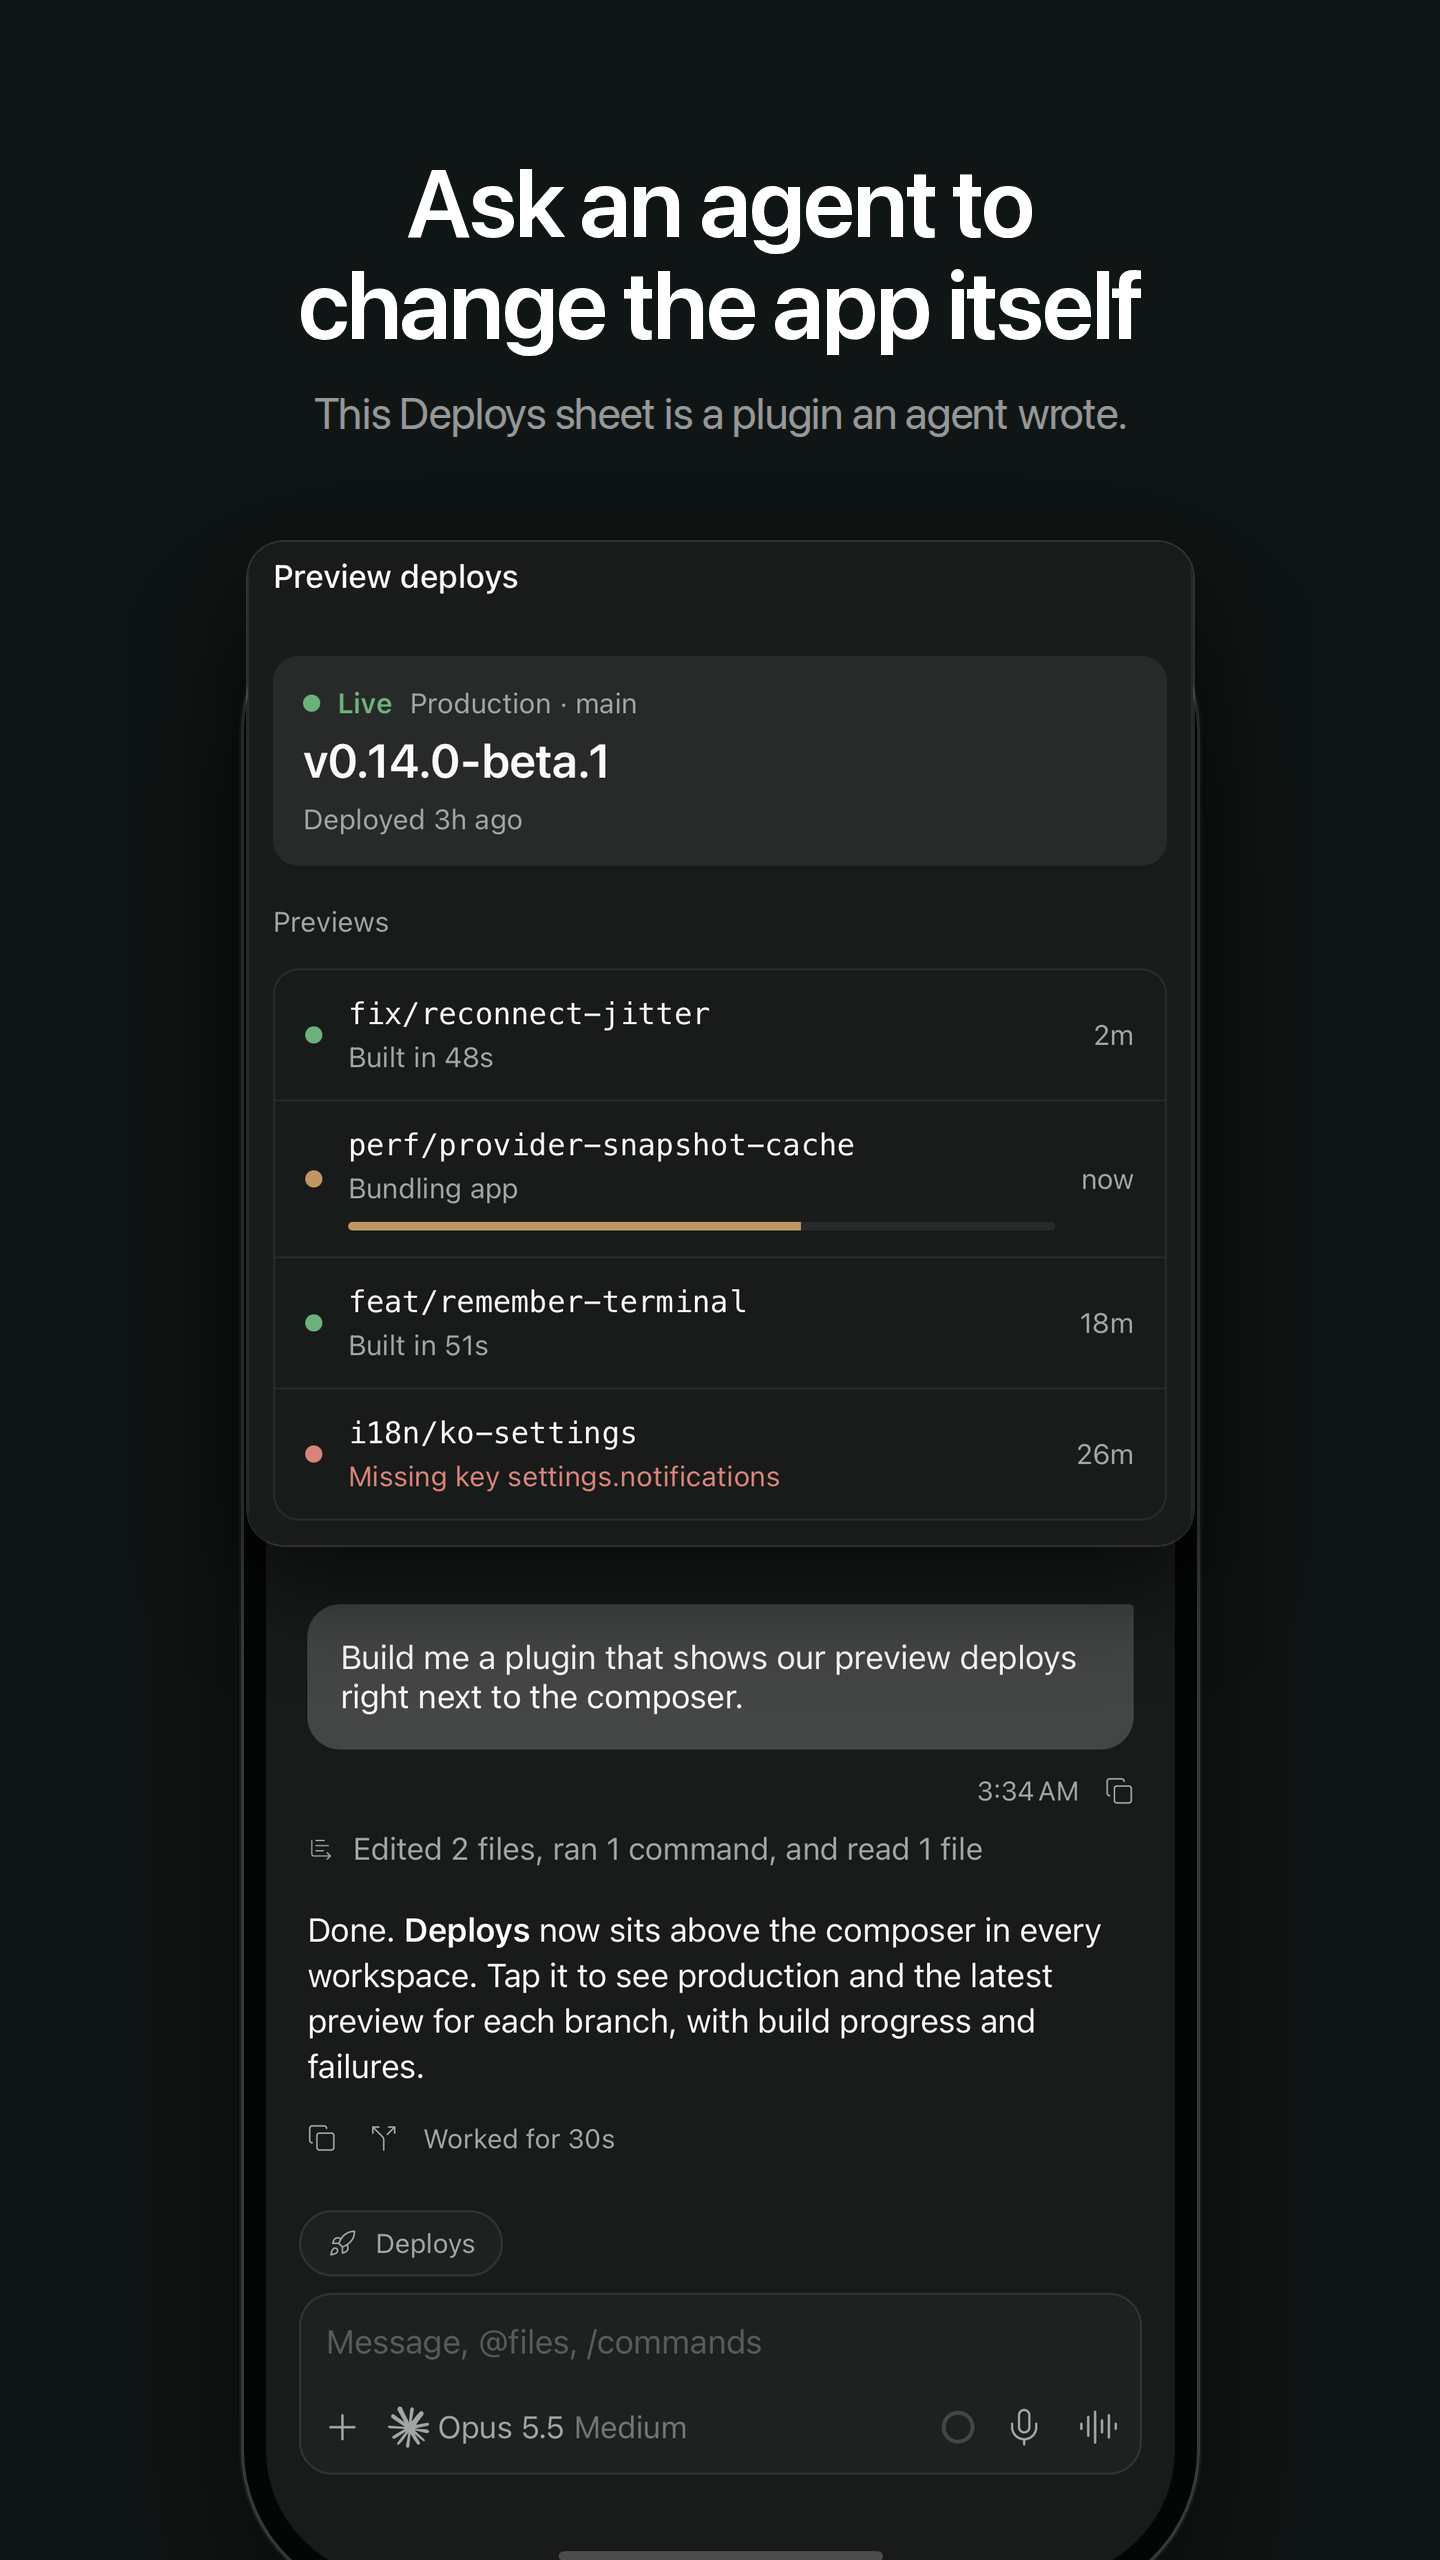 Ask an agent to
change the app itself
This Deploys sheet is a plugin an agent wrote.
Preview deploys
Live Production · main
v0.14.0-beta.1
Deployed 3h ago
Previews
fix/reconnect-jitter
Built in 48s
2m
perf/provider-snapshot-cache
Bundling app
now
feat/remember-terminal
Built in 51s
18m
i18n/ko-settings
Missing key settings.notifications
26m
Build me a plugin that shows our preview deploys
right next to the composer.
3:34 AM
Edited 2 files, ran 1 command, and read 1 file
Done. Deploys now sits above the composer in every
workspace. Tap it to see production and the latest
preview for each branch, with build progress and
failures.
Worked for 30s
Deploys
Message, @files, /commands
Opus 5.5 Medium